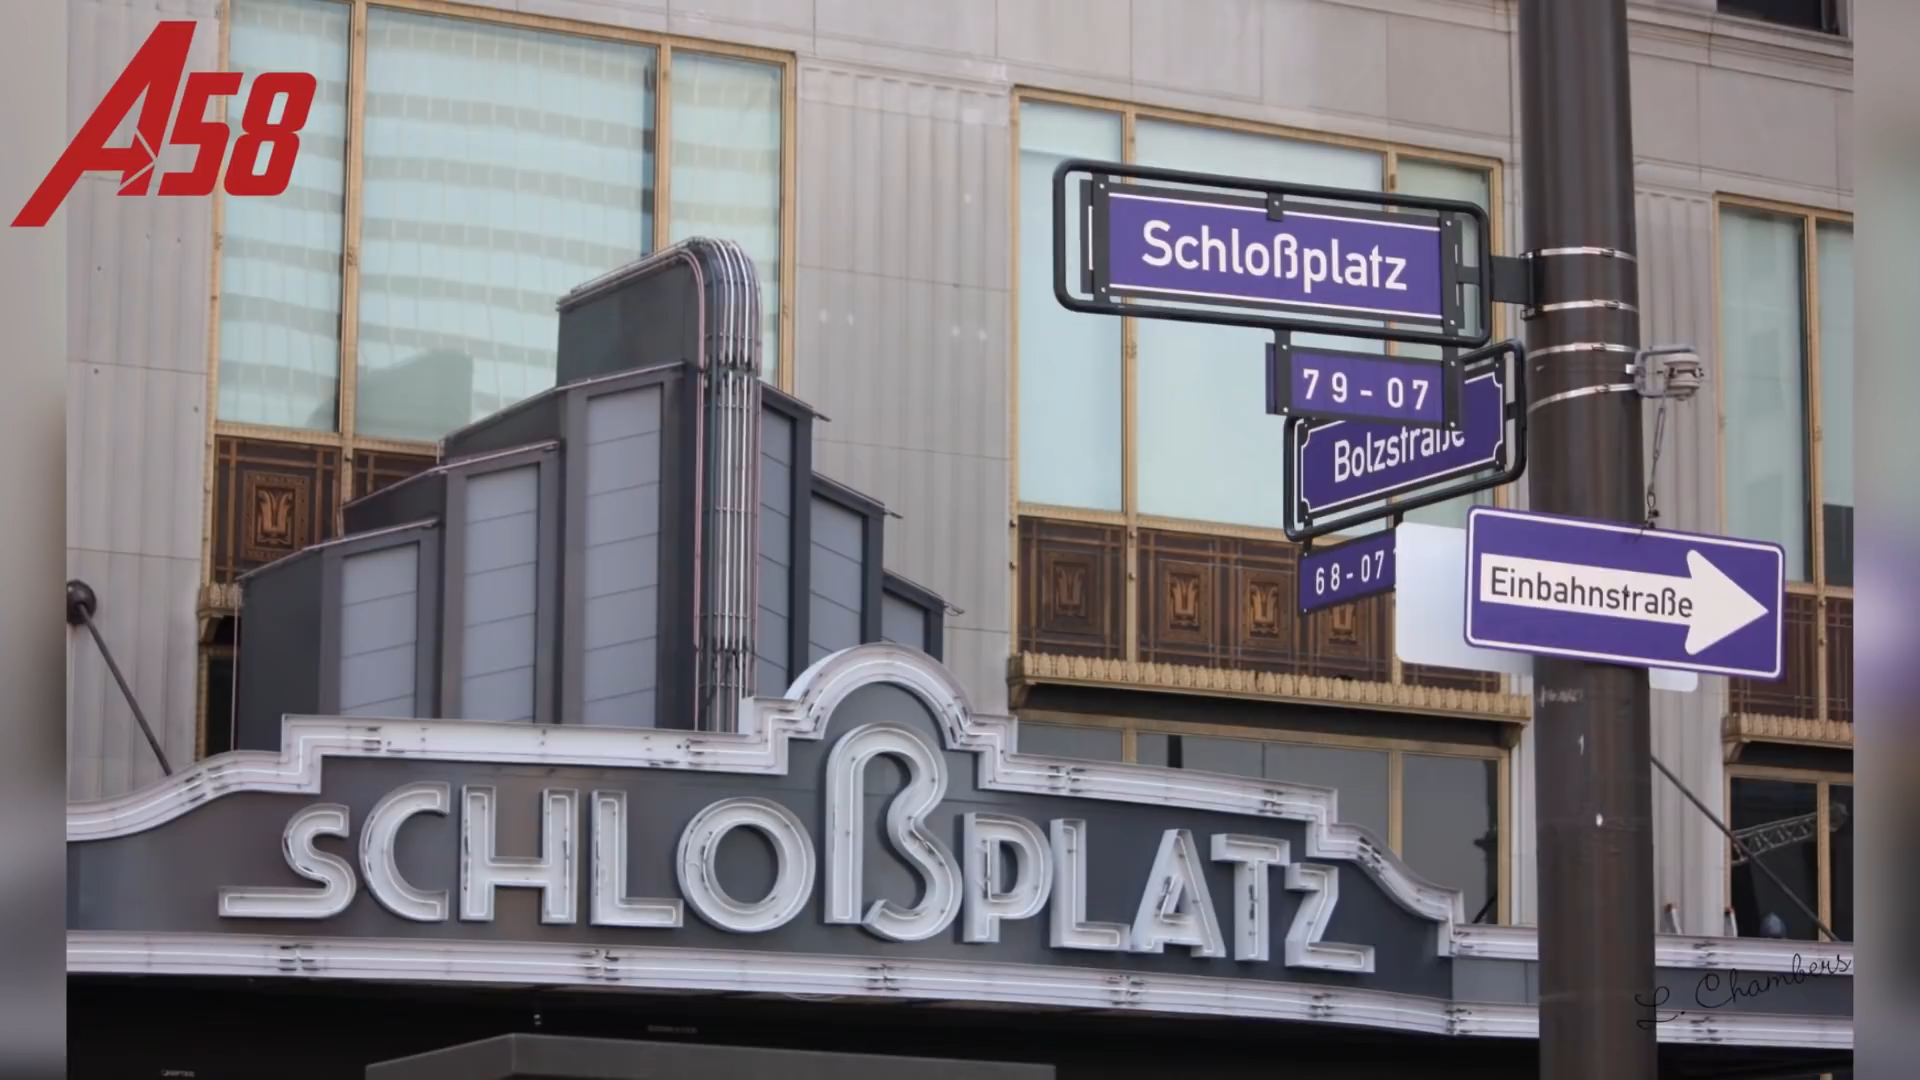 A58
Schloßplatz
79-07
Bolzstraße
68-07
Einbahnstraße
SCHLOßPLATZ
L. Chambers